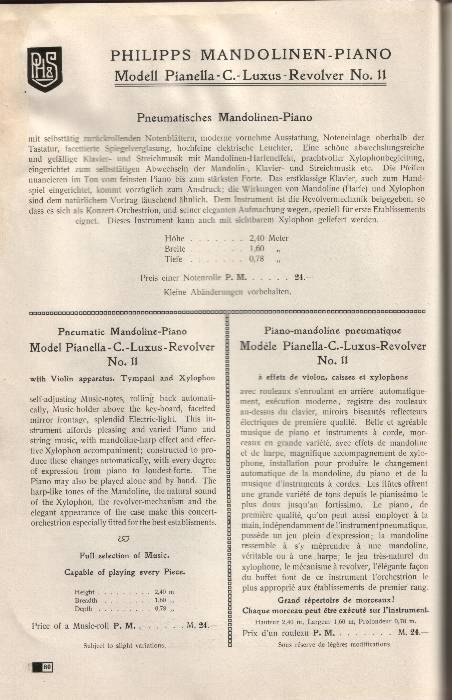 PH&S
PHILIPPS MANDOLINEN-PIANO
Modell Pianella-C.-Luxus-Revolver No. 11
Pneumatisches Mandolinen-Piano
mit selbsttätig zurückrollenden Notenblättern, moderne vornehme Ausstattung, Noteneinlage oberhalb der
Tastatur, facettierte Spiegelverglasung, hochfeine elektrische Leuchter. Eine schöne abwechslungsreiche
und gefällige Klavier- und Streichmusik mit Mandolinen-Harfeneffekt, prachtvoller Xylophonbegleitung,
eingerichtet zum selbsttätigen Abwechseln der Mandolin-, Klavier- und Streichmusik etc. Die Pfeifen
nuancieren im Ton vom feinsten Piano bis zum stärksten Forte. Das erstklassige Klavier, auch zum Hand-
spiel eingerichtet, kommt vorzüglich zum Ausdruck; die Wirkungen von Mandoline (Harfe) und Xylophon
sind dem natürlichem Vortrag täuschend ähnlich. Dem Instrument ist die Revolvermechanik beigegeben, so
dass es sich als Konzert-Orchestrion, und seiner eleganten Aufmachung wegen, speziell für erste Etablissements
eignet. Dieses Instrument kann auch mit sichtbarem Xylophon geliefert werden.
Höhe . . . . . . . 2,40 Meter
Breite . . . . . . . 1,60 „
Tiefe . . . . . . . 0,78 „
Preis einer Notenrolle P. M. . . . . . 24.—
Kleine Abänderungen vorbehalten.
Pneumatic Mandoline-Piano
Model Pianella-C.-Luxus-Revolver
No. 11
with Violin apparatus, Tympani and Xylophon
self-adjusting Music-notes, rolling back automati-
cally, Music-holder above the key-board, facetted
mirror frontage, splendid Electric-light. This in-
strument affords pleasing and varied Piano and
string music, with mandoline-harp effect and effec-
tive Xylophon accompaniment; constructed to pro-
duce these changes automatically, with every degree
of expression from piano to loudest-forte. The
Piano may also be played alone and by hand. The
harp-like tones of the Mandoline, the natural sound
of the Xylophon, the revolver-mechanism and the
elegant appearance of the case make this concert-
orchestrion especially fitted for the best establisements.
Full selection of Music.
Capable of playing every Piece.
Height . . . . . . . . . 2,40 m
Breadth . . . . . . . . 1,60 „
Depth . . . . . . . . . 0,78 „
Price of a Music-roll P. M. . . . . . . M. 24.—
Subject to slight variations.
Piano-mandoline pneumatique
Modèle Pianella-C.-Luxus-Revolver
No. 11
à effets de violon, caisses et xylophone
avec rouleaux s'enroulant en arrière automatique-
ment, exécution moderne, registre des rouleaux
au-dessus du clavier, miroirs biseautés réflecteurs
électriques de première qualité. Belle et agréable
musique de piano et instruments à corde, mor-
ceaux en grande variété, avec effets de mandoline
et de harpe, magnifique accompagnement de xylo-
phone, installation pour produire le changement
automatique de la mandoline, du piano et de la
musique d'instruments à cordes. Les flûtes offrent
une grande variété de tons depuis le pianissimo le
plus doux jusqu'au fortissimo. Le piano, de
première qualité, qu'on peut aussi employer à la
main, indépendamment de l'instrument pneumatique,
possède un jeu plein d'expression; la mandoline
ressemble à s'y méprendre à une mandoline,
véritable ou à une harpe; le jeu très-naturel du
xylophone, le mécanisme à revolver, l'élégante façon
du buffet font de ce instrument l'orchestrion le
plus approprié aux établissements de premier rang.
Grand répertoire de morceaux!
Chaque morceau peut être exécuté sur l'instrument.
Hauteur 2,40 m, Largeur 1,60 m, Profondeur 0,78 m.
Prix d'un rouleau P. M. . . . . . . . . M. 24.—
Sous réserve de légères modifications
80